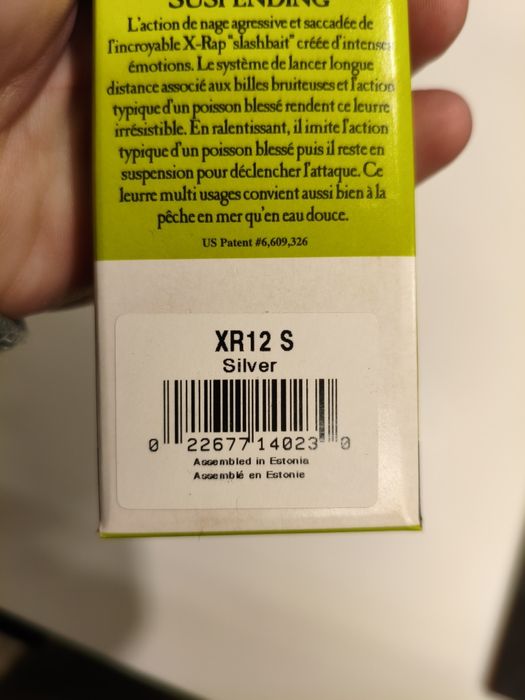 SUSPENDING
L'action de nage agressive et saccadée de
l'incroyable X-Rap "slashbait" créée d'intenses
émotions. Le système de lancer longue
distance associé aux billes bruiteuses et l'action
typique d'un poisson blessé rendent ce leurre
irrésistible. En ralentissant, il imite l'action
typique d'un poisson blessé puis il reste en
suspension pour déclencher l'attaque. Ce
leurre multi usages convient aussi bien à la
pêche en mer qu'en eau douce.
US Patent #6,609,326
XR12 S
Silver
0 22677 14023 0
Assembled in Estonia
Assemblé en Estonie